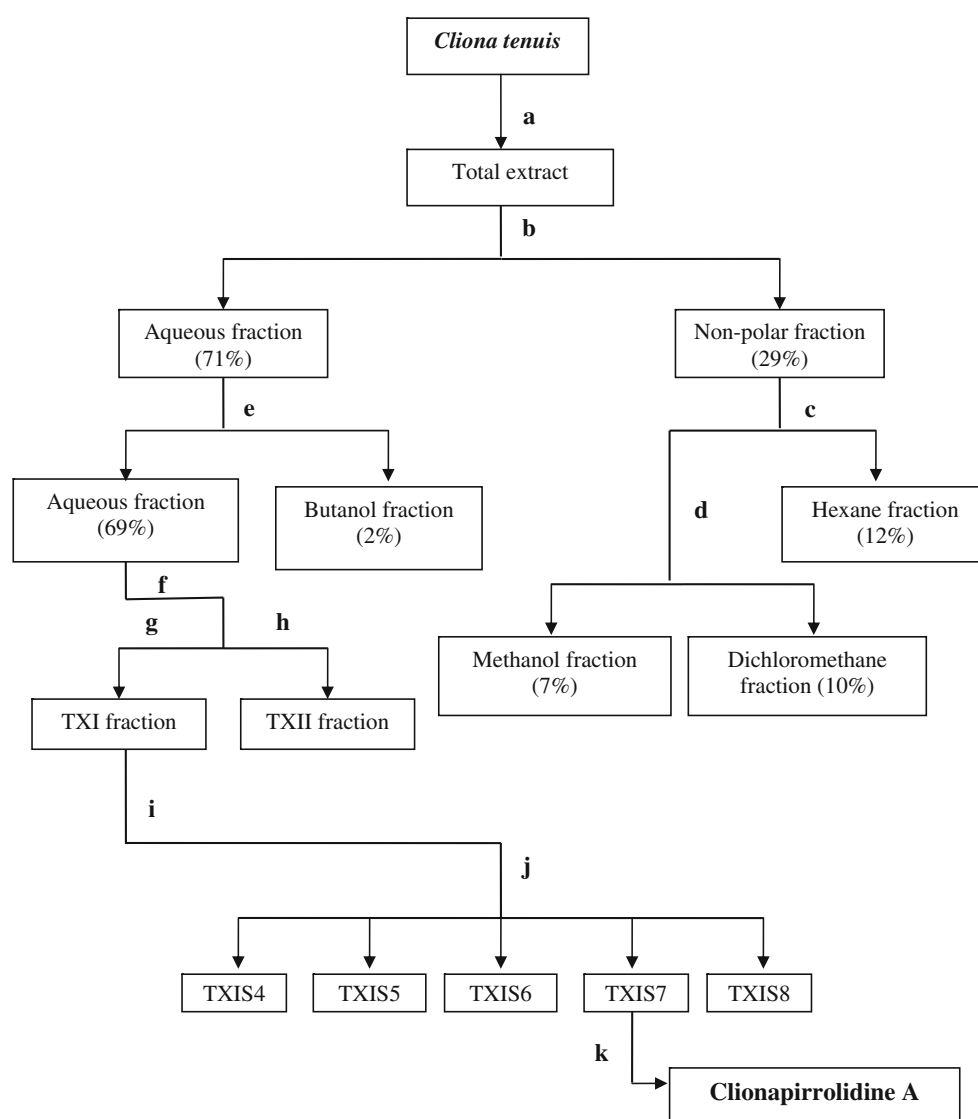 Cliona tenuis
a
Total extract
b
Aqueous fraction
(71%)
Non-polar fraction
(29%)
e
c
Aqueous fraction
(69%)
Butanol fraction
(2%)
d
Hexane fraction
(12%)
f
g
h
Methanol fraction
(7%)
Dichloromethane
fraction (10%)
TXI fraction
TXII fraction
i
j
TXIS4
TXIS5
TXIS6
TXIS7
TXIS8
k
Clionapirrolidine A